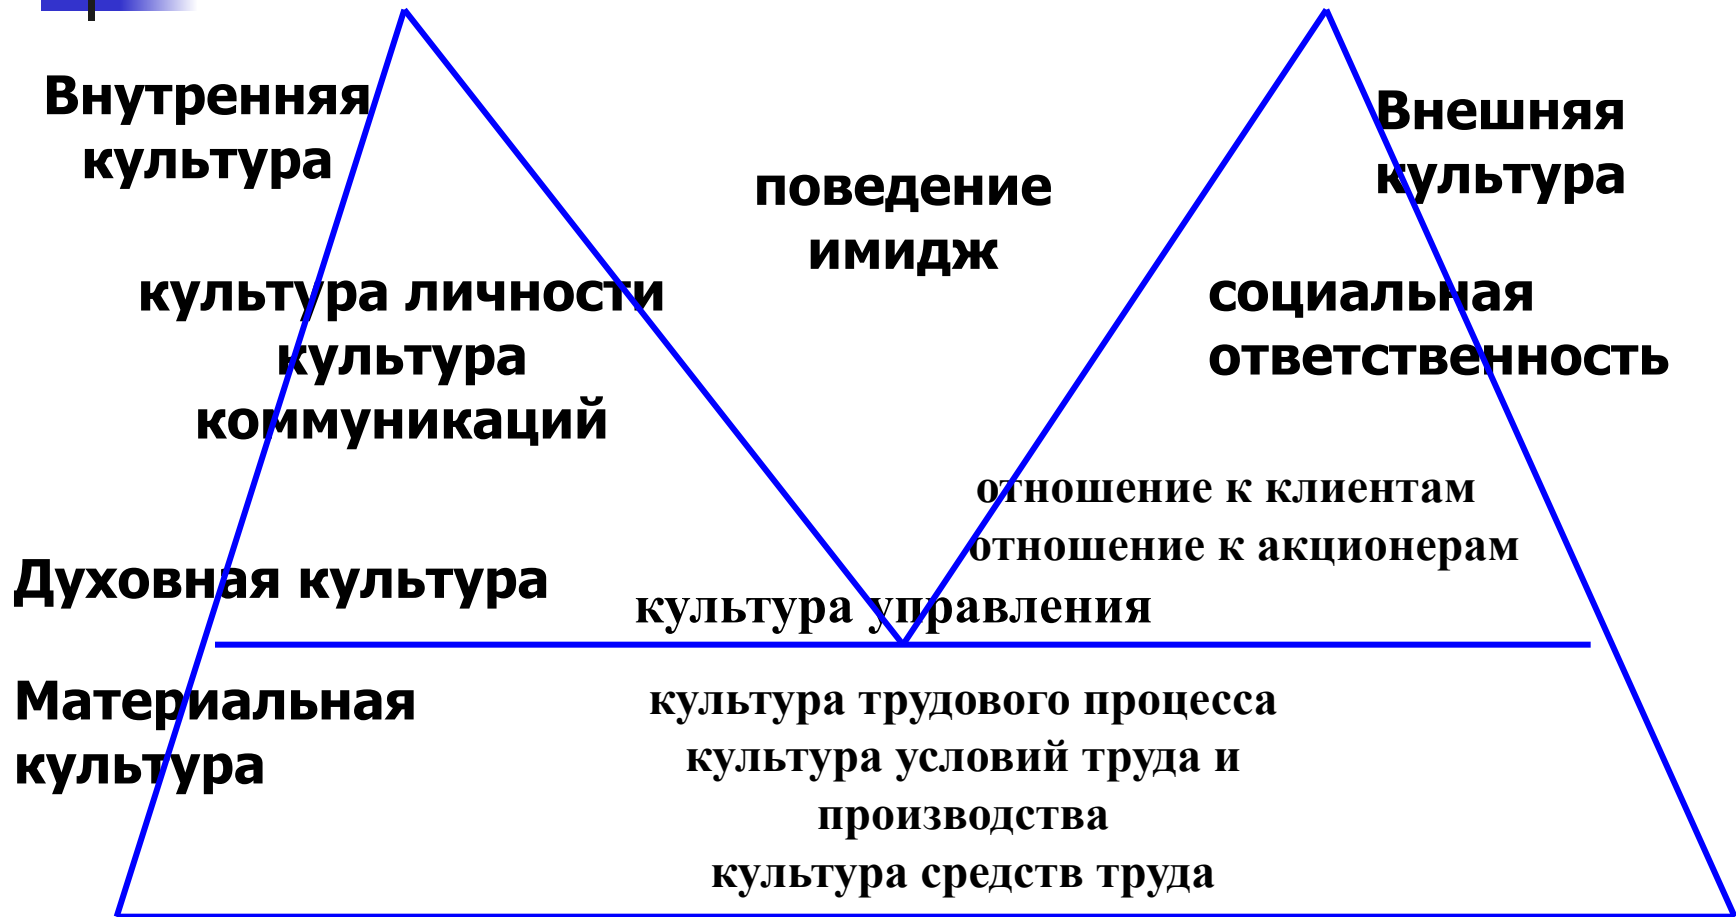 Внутренняя
культура
Внешняя
культура
поведение
имидж
культура личности
культура
коммуникаций
социальная
ответственность
отношение к клиентам
отношение к акционерам
Духовная культура
культура управления
Материальная
культура
культура трудового процесса
культура условий труда и
производства
культура средств труда